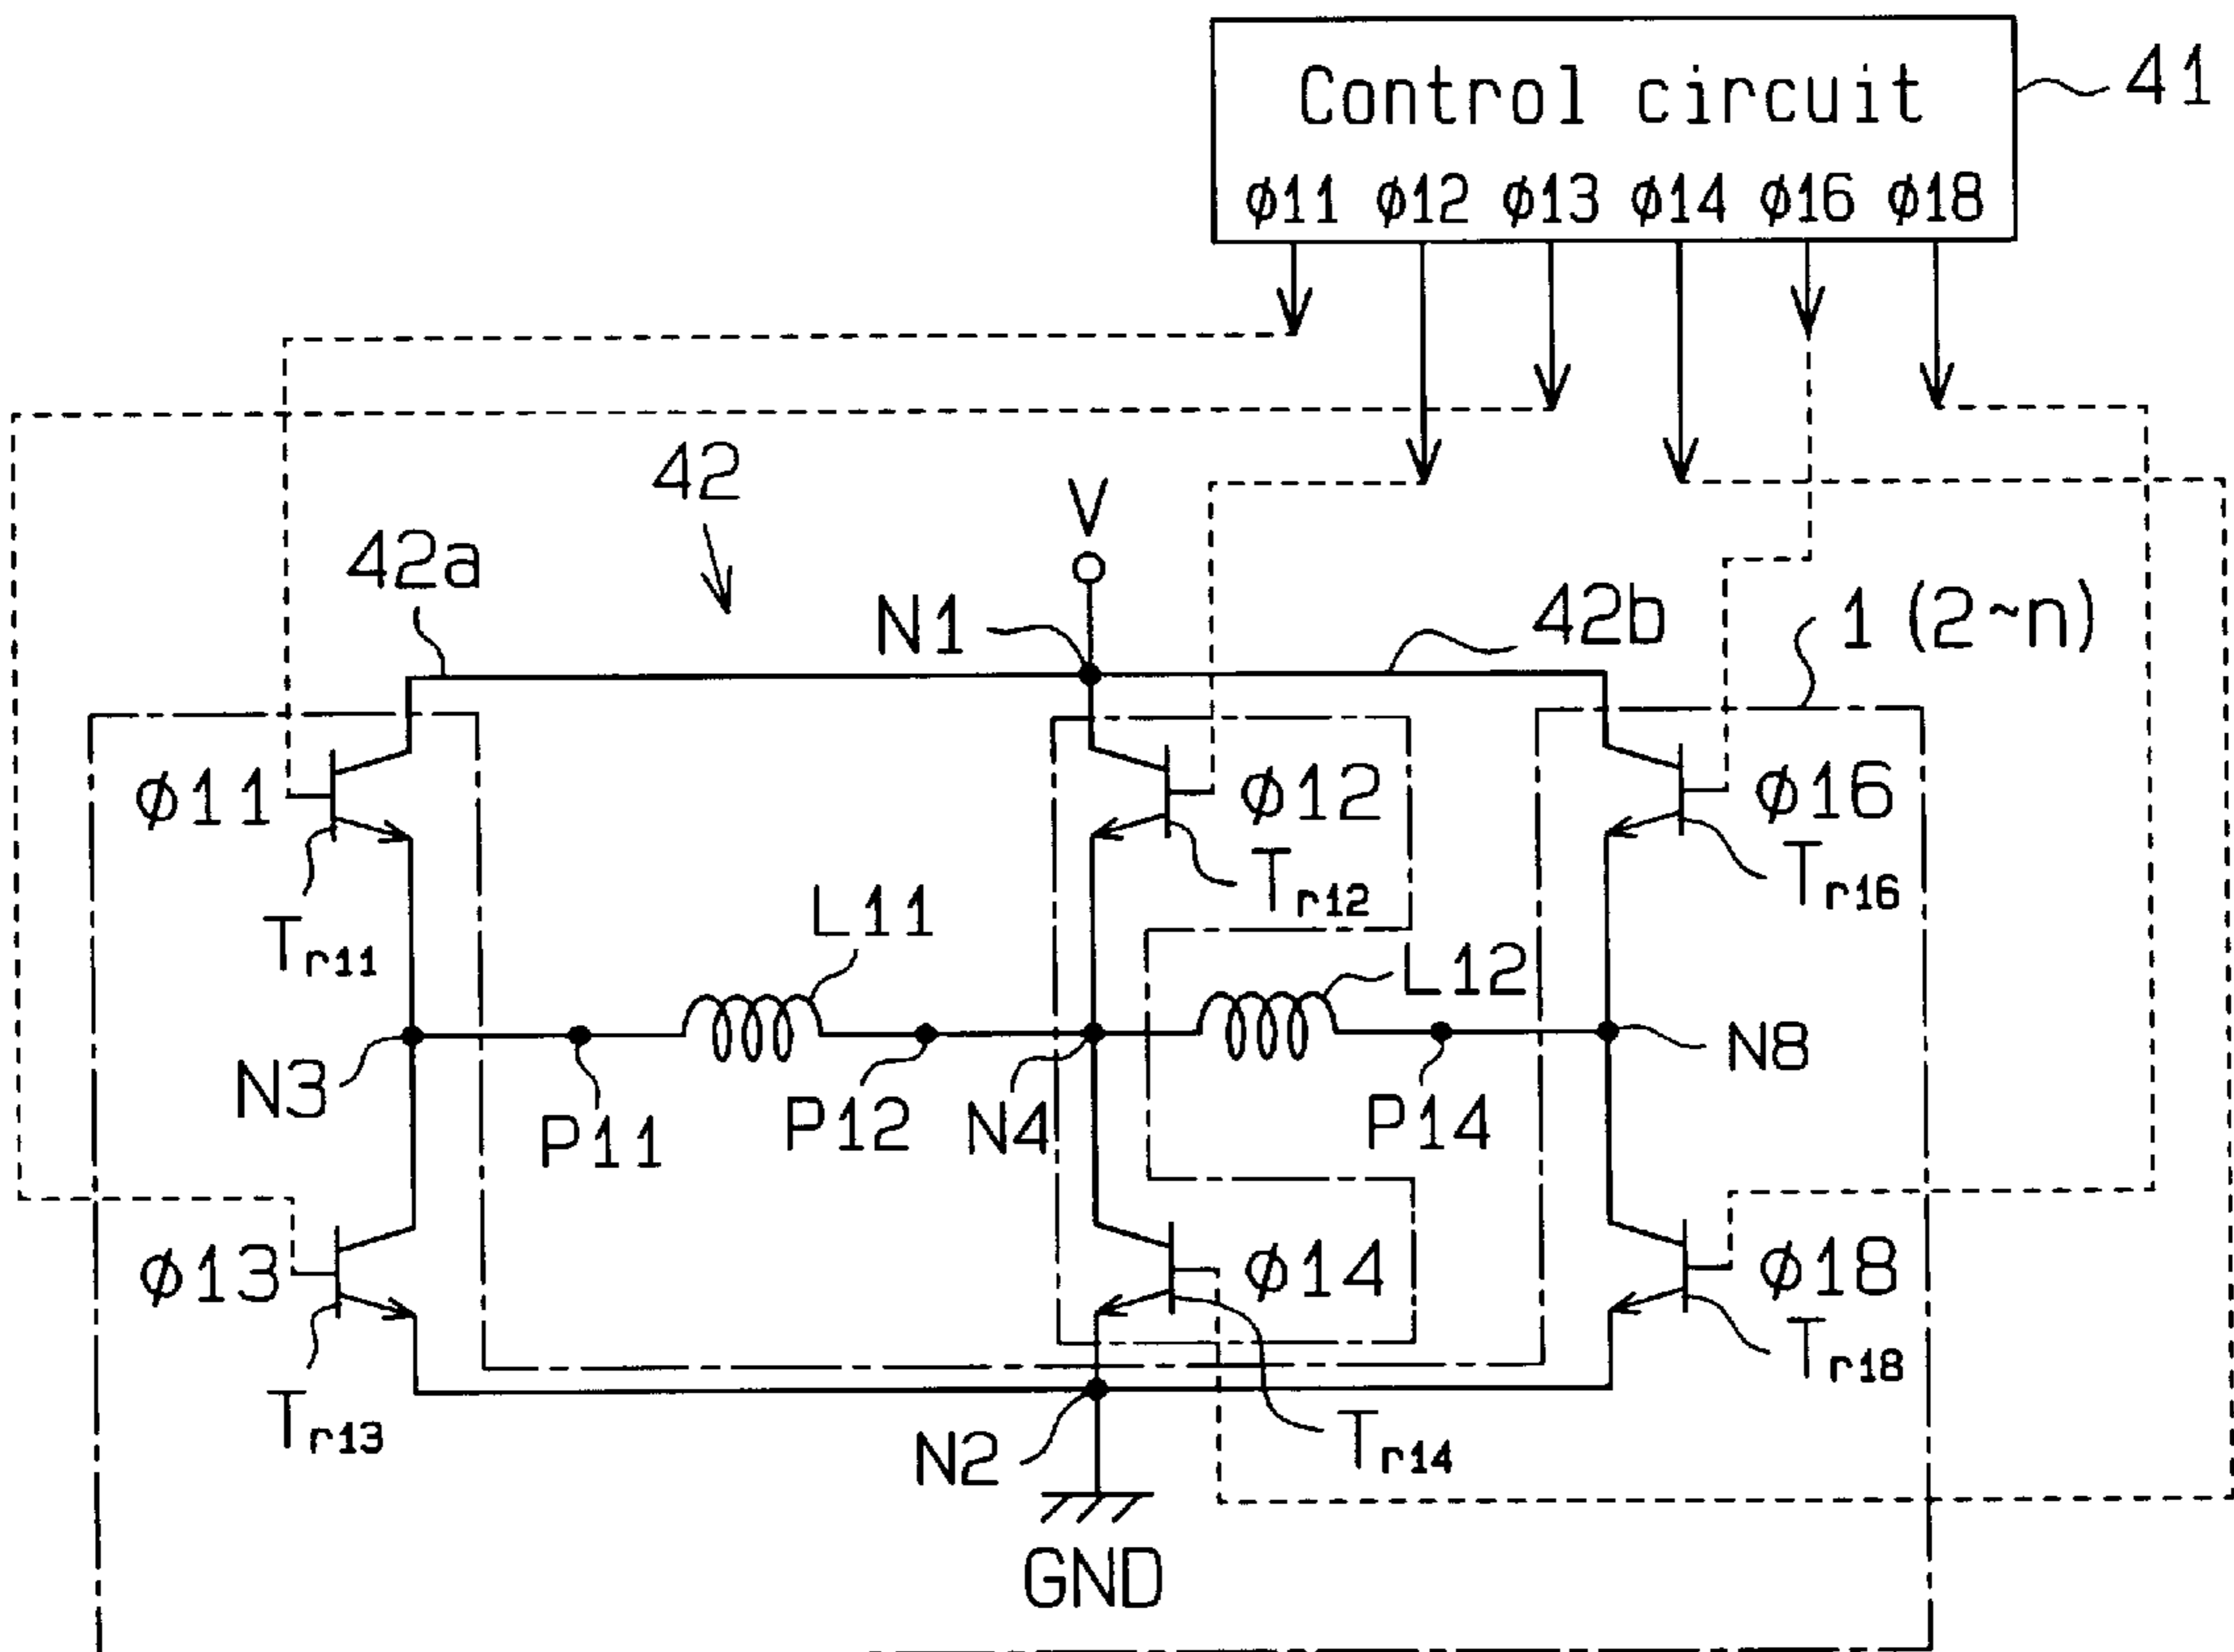 Control circuit
41
ϕ11 ϕ12 ϕ13 ϕ14 ϕ16 ϕ18
42
V
42a
N1
42b
1 (2~n)
ϕ11
ϕ12
ϕ16
Tr11
Tr12
Tr16
L11
L12
N3
P11
P12
N4
P14
N8
ϕ13
ϕ14
ϕ18
Tr13
Tr14
Tr18
N2
GND